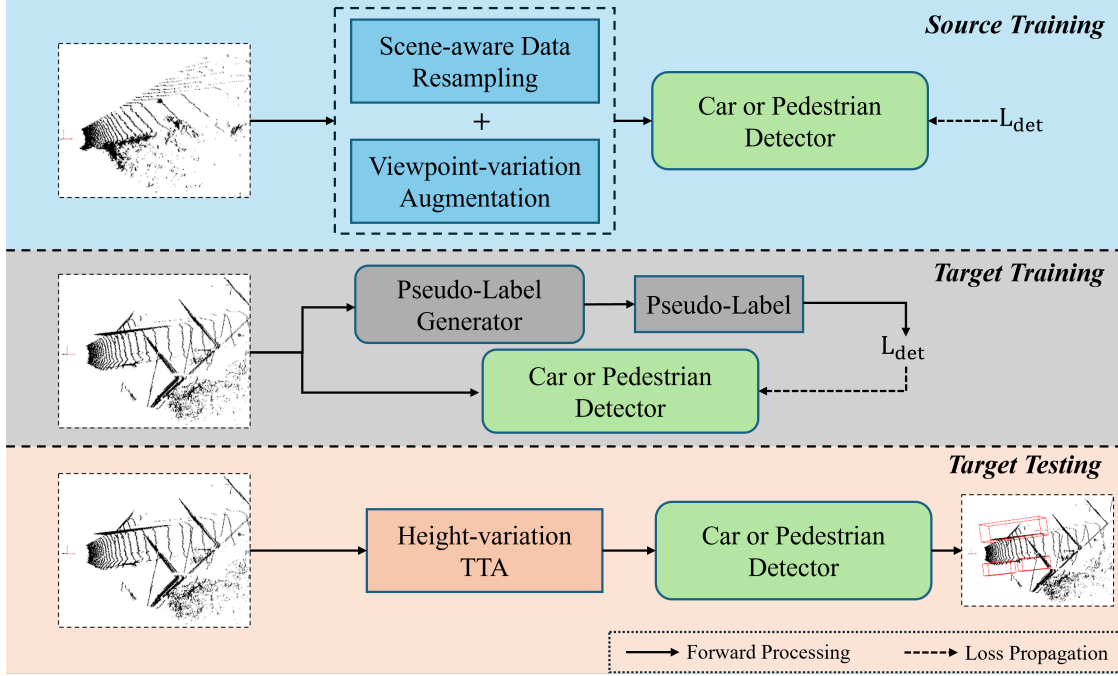 Source Training
Scene-aware Data
Resampling
+
Viewpoint-variation
Augmentation
Car or Pedestrian
Detector
L_det
Target Training
Pseudo-Label
Generator
Pseudo-Label
L_det
Car or Pedestrian
Detector
Target Testing
Height-variation
TTA
Car or Pedestrian
Detector
Forward Processing
Loss Propagation